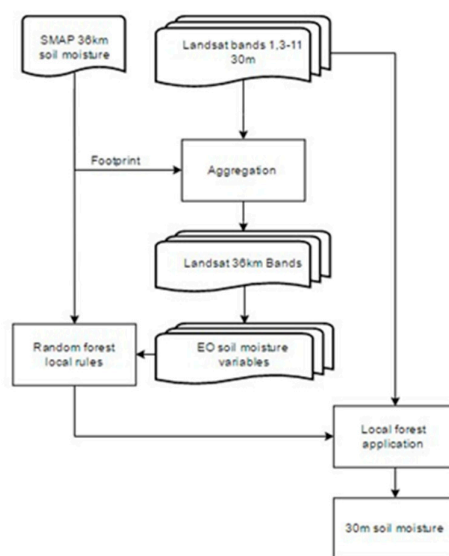 SMAP 36km
soil moisture
Landsat bands 1,3-11
30m
Footprint
Aggregation
Landsat 36km Bands
Random forest
local rules
EO soil moisture
variables
Local forest
application
30m soil moisture